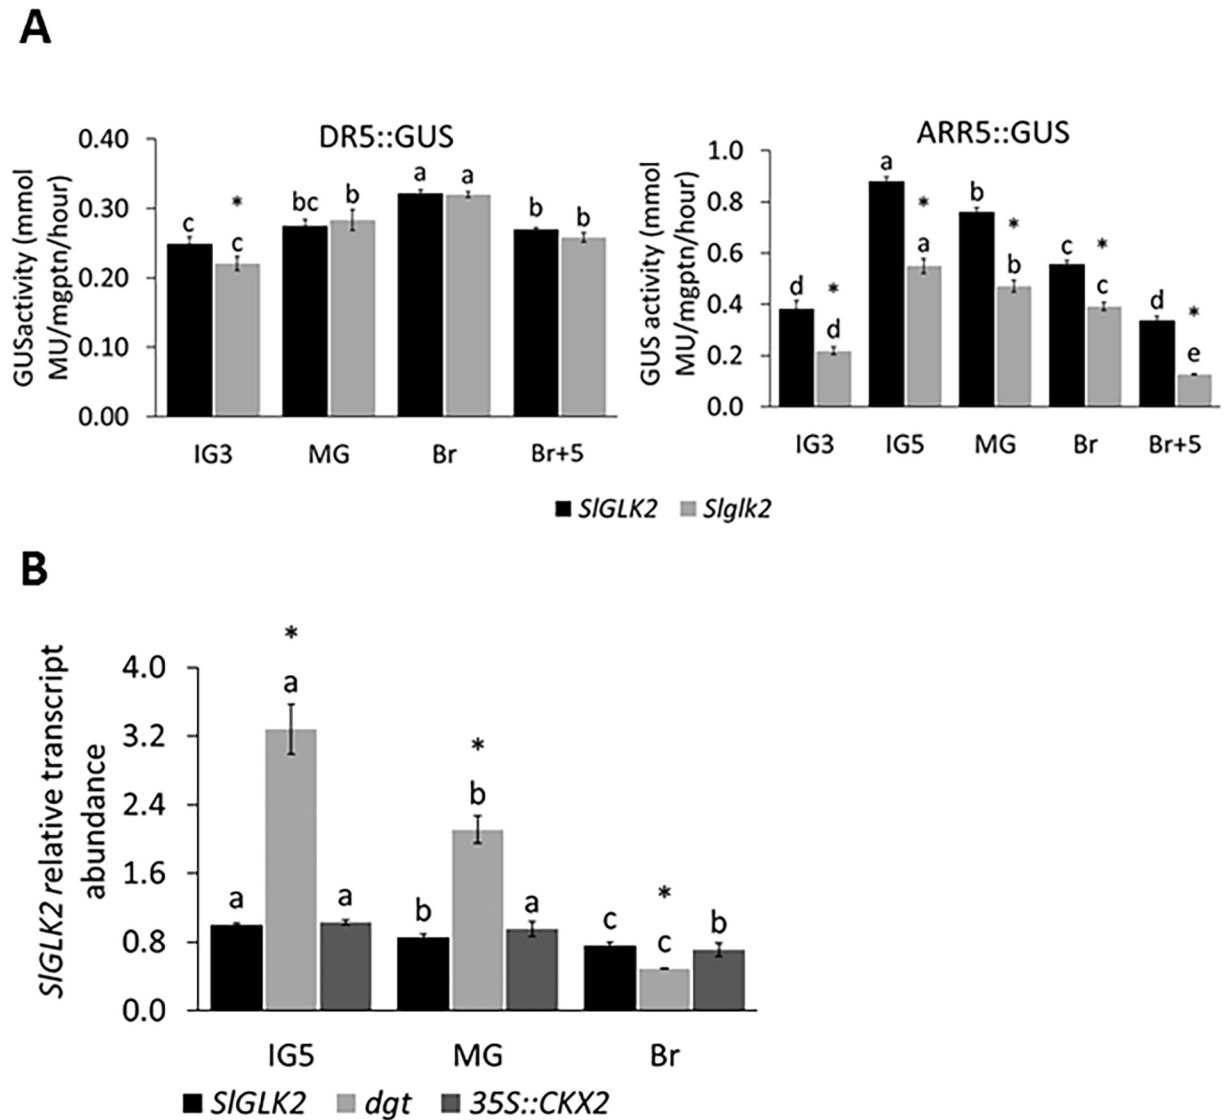 A
DR5::GUS
GUSactivity (mmol
MU/mgptn/hour)
0.40
0.30
0.20
0.10
0.00
c
*
c
bc
b
a
a
b
b
IG3 MG Br Br+5
ARR5::GUS
GUS activity (mmol
MU/mgptn/hour)
1.0
0.8
0.6
0.4
0.2
0.0
d
*
d
a
*
a
b
*
b
c
*
c
d
*
e
IG3 IG5 MG Br Br+5
SlGLK2 Slglk2
B
SlGLK2 relative transcript
abundance
4.0
3.2
2.4
1.6
0.8
0.0
a
*
a
a
b
*
b
a
c
*
c
b
IG5 MG Br
SlGLK2 dgt 35S::CKX2